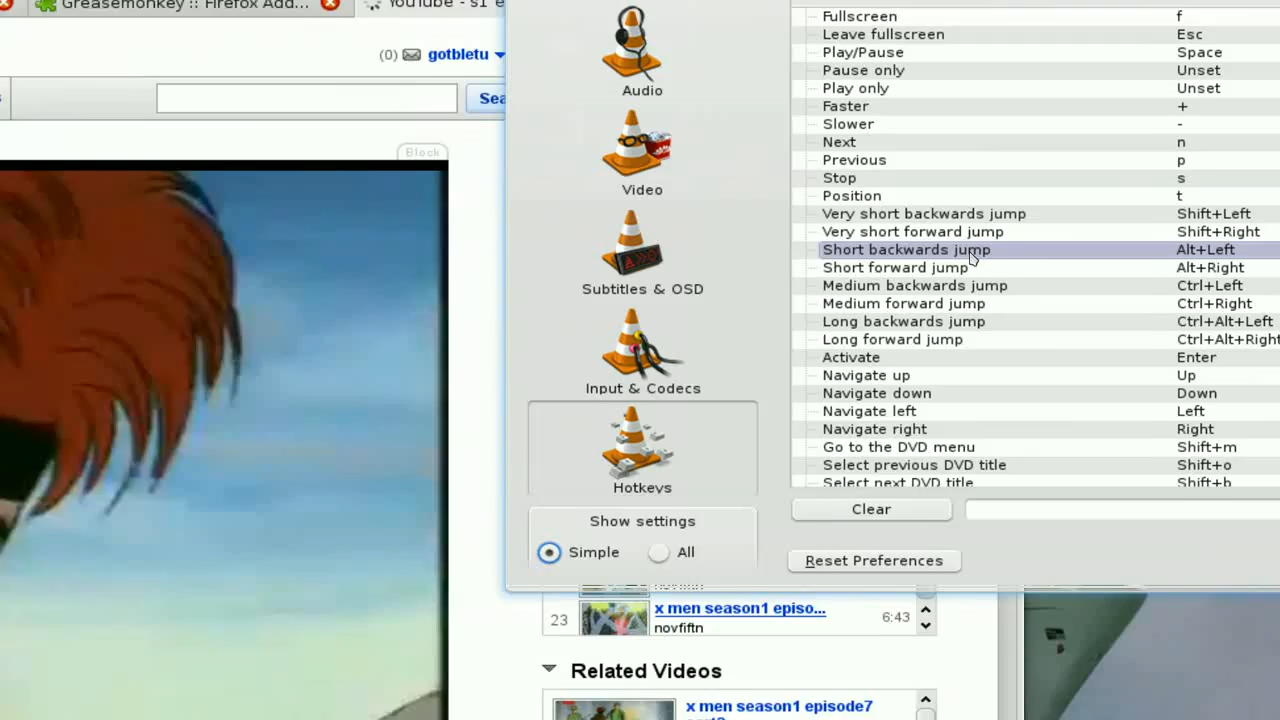 Greasemonkey :: Firefox Add...
YouTube - s1 e
(0) gotbletu
Sea
Block
Audio
Video
Subtitles & OSD
Input & Codecs
Hotkeys
Show settings
Simple All
Fullscreen f
Leave fullscreen Esc
Play/Pause Space
Pause only Unset
Play only Unset
Faster +
Slower -
Next n
Previous p
Stop s
Position t
Very short backwards jump Shift+Left
Very short forward jump Shift+Right
Short backwards jump Alt+Left
Short forward jump Alt+Right
Medium backwards jump Ctrl+Left
Medium forward jump Ctrl+Right
Long backwards jump Ctrl+Alt+Left
Long forward jump Ctrl+Alt+Right
Activate Enter
Navigate up Up
Navigate down Down
Navigate left Left
Navigate right Right
Go to the DVD menu Shift+m
Select previous DVD title Shift+o
Select next DVD title Shift+b
Clear
Reset Preferences
23 x men season1 episo... 6:43
novfiftn
Related Videos
x men season1 episode7